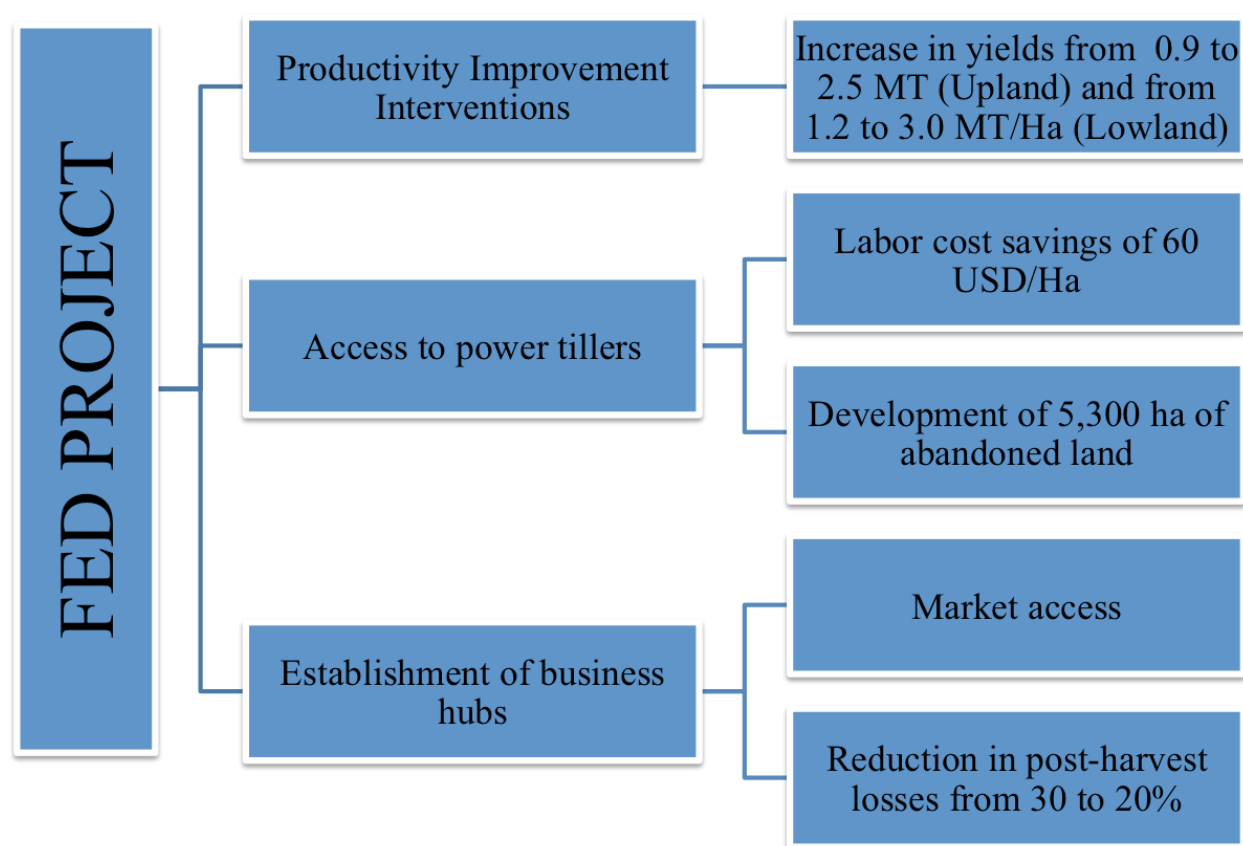 FED PROJECT
Productivity Improvement
Interventions
Increase in yields from 0.9 to
2.5 MT (Upland) and from
1.2 to 3.0 MT/Ha (Lowland)
Access to power tillers
Labor cost savings of 60
USD/Ha
Development of 5,300 ha of
abandoned land
Establishment of business
hubs
Market access
Reduction in post-harvest
losses from 30 to 20%